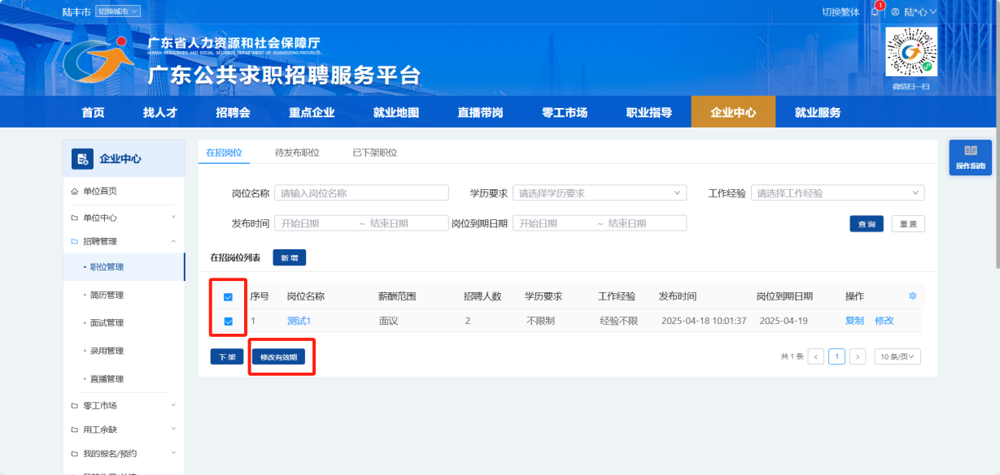 陆丰市 切换城市 切换繁体 1 陆*心
广东省人力资源和社会保障厅
HUMAN RESOURCES AND SOCIAL SECURITY DEPARTMENT OF GUANGDONG PROVINCE
广东公共求职招聘服务平台
微信扫一扫
首页 找人才 招聘会 重点企业 就业地图 直播带岗 零工市场 职业指导 企业中心 就业服务
企业中心
单位首页
单位中心
招聘管理
· 职位管理
· 简历管理
· 面试管理
· 录用管理
· 直播管理
零工市场
用工余缺
我的报名/预约
在招岗位 待发布职位 已下架职位
岗位名称 请输入岗位名称 学历要求 请选择学历要求 工作经验 请选择工作经验
发布时间 开始日期 ~ 结束日期 岗位到期日期 开始日期 ~ 结束日期 查询 重置
在招岗位列表 新增
序号 岗位名称 薪酬范围 招聘人数 学历要求 工作经验 发布时间 岗位到期日期 操作
1 测试1 面议 2 不限制 经验不限 2025-04-18 10:01:37 2025-04-19 复制 修改
下架 修改有效期 共 1 条 < 1 > 10 条/页
操作指南